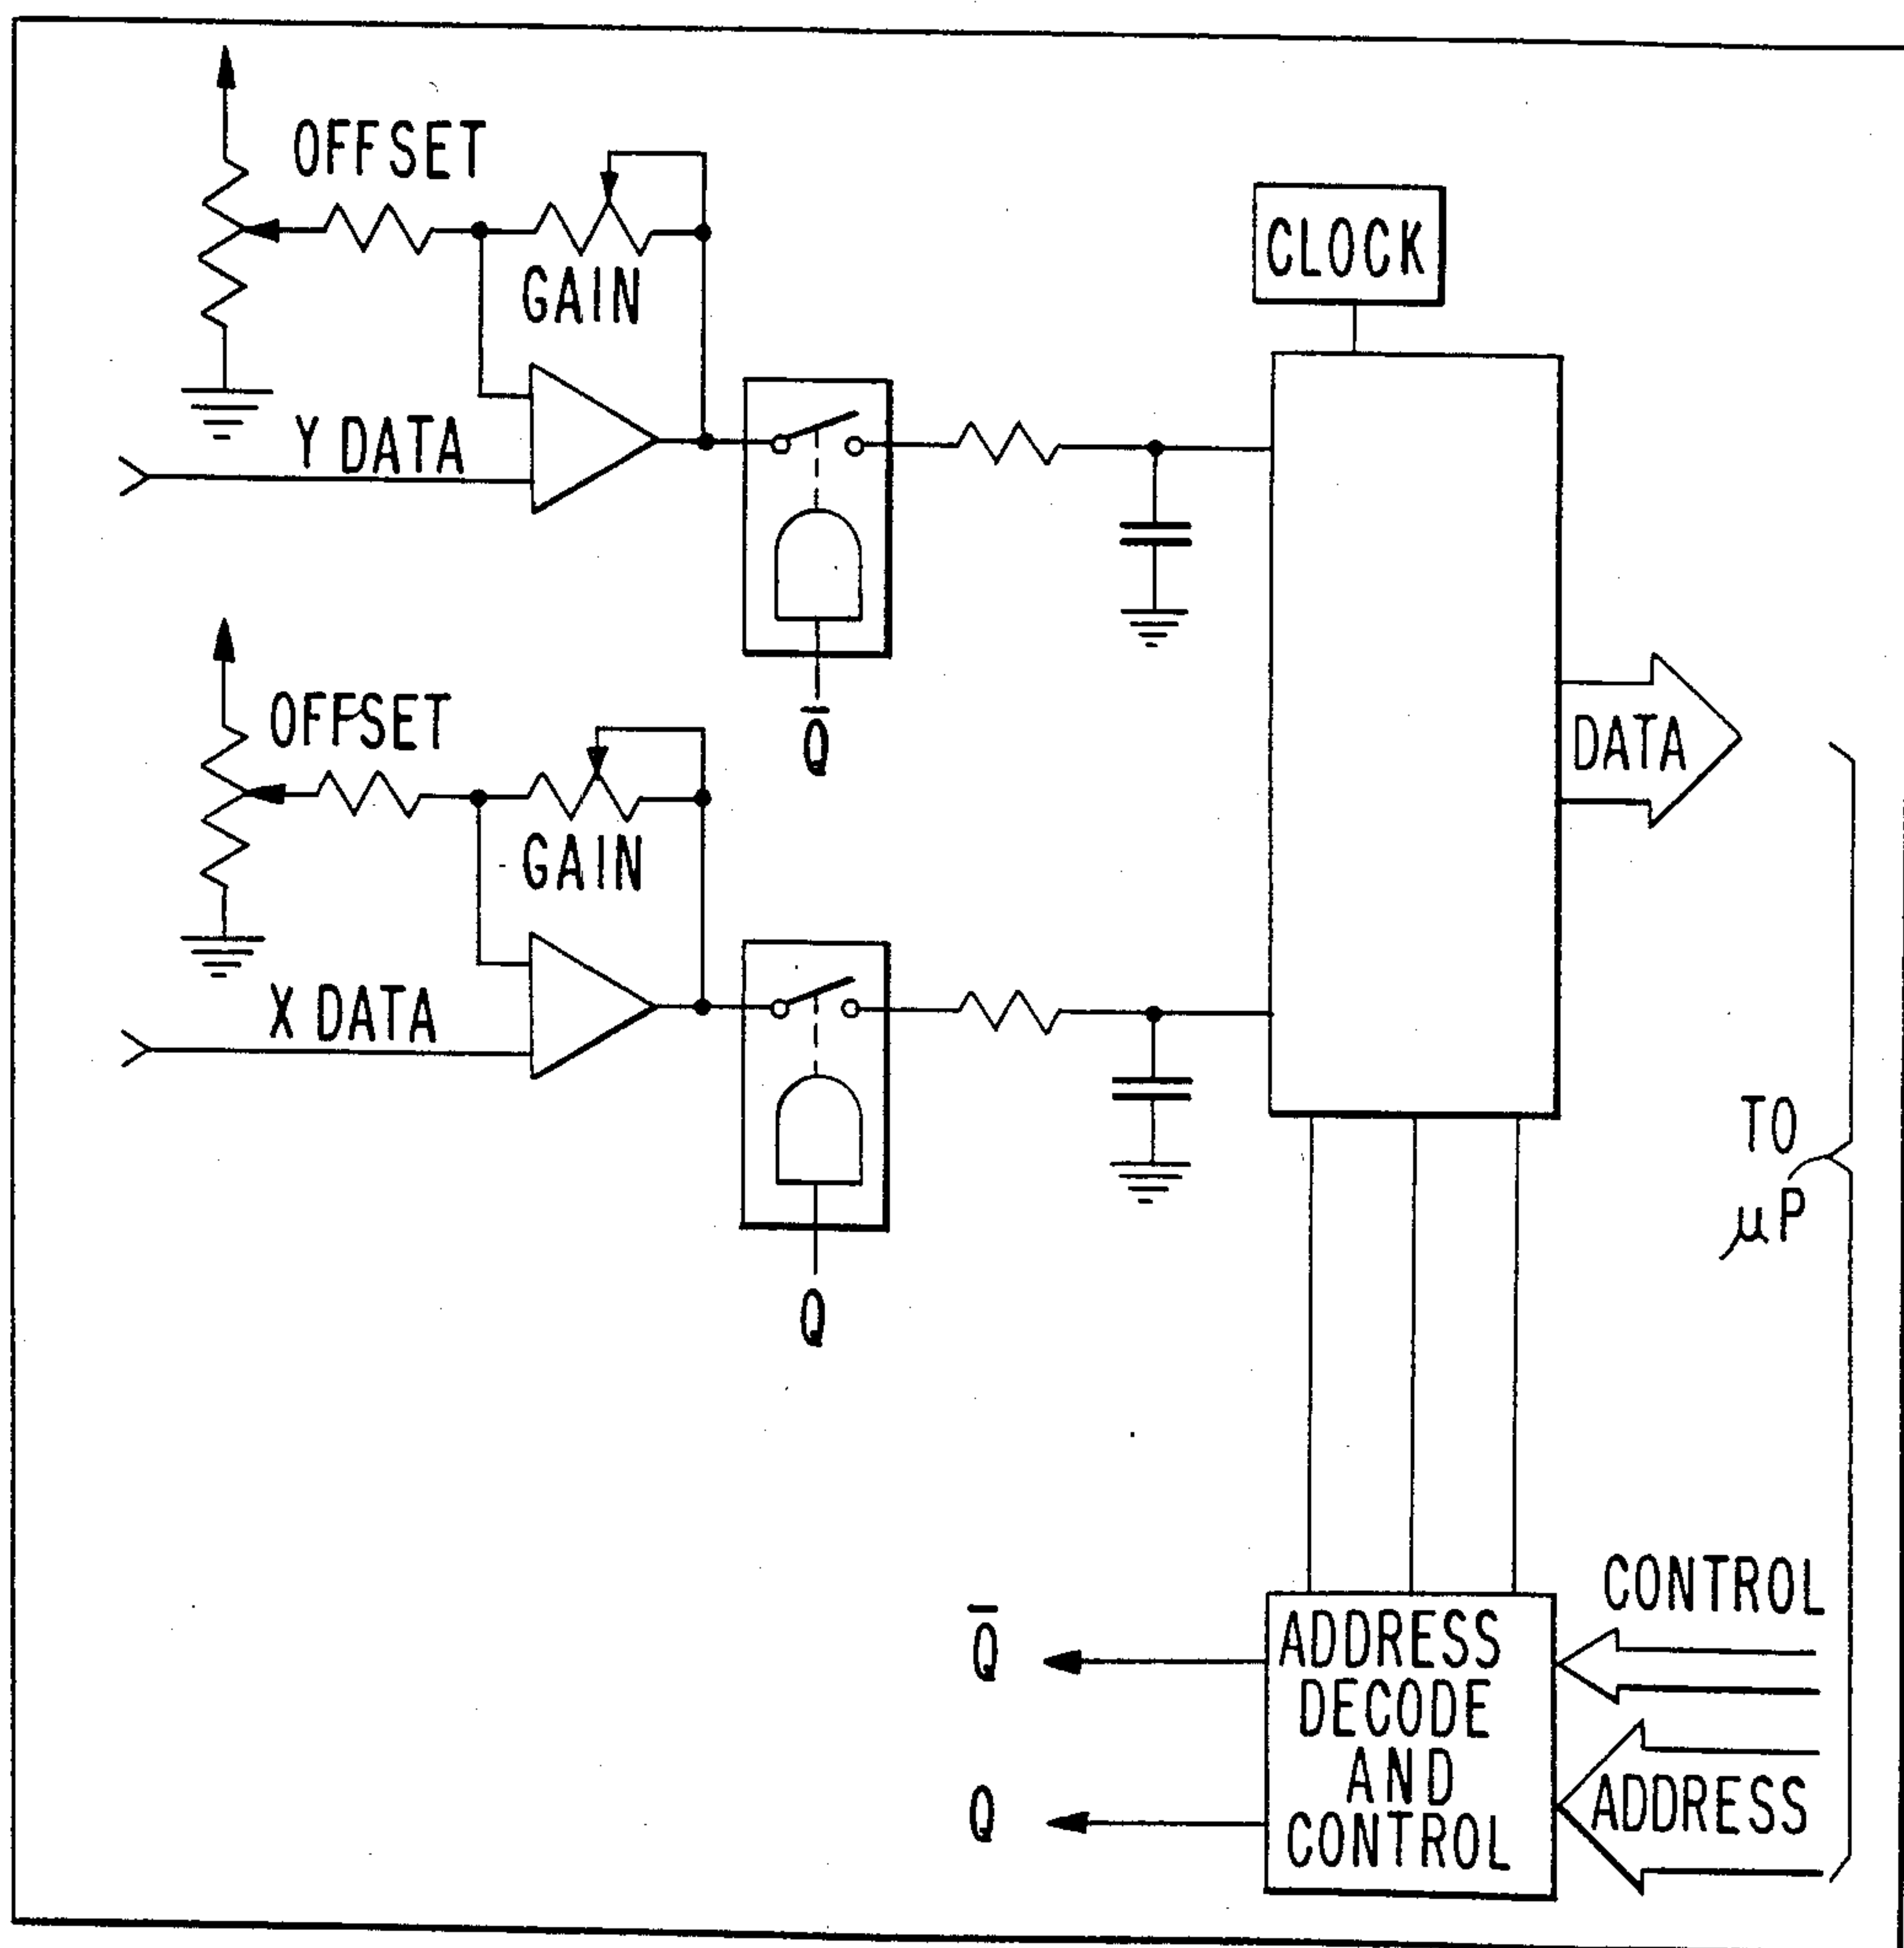 OFFSET
GAIN
CLOCK
Y DATA
Q̅
DATA
OFFSET
GAIN
X DATA
Q
TO
μP
CONTROL
Q̅
Q
ADDRESS
DECODE
AND
CONTROL
ADDRESS